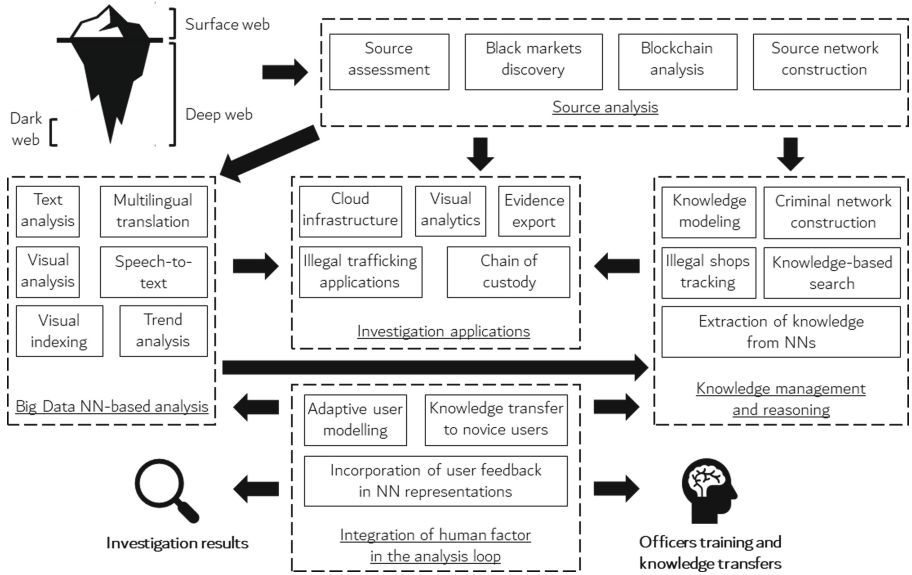 Surface web
Deep web
Dark
web
Source
assessment
Black markets
discovery
Blockchain
analysis
Source network
construction
Source analysis
Text
analysis
Multilingual
translation
Visual
analysis
Speech-to-
text
Visual
indexing
Trend
analysis
Big Data NN-based analysis
Cloud
infrastructure
Visual
analytics
Evidence
export
Illegal trafficking
applications
Chain of
custody
Investigation applications
Knowledge
modeling
Criminal network
construction
Illegal shops
tracking
Knowledge-based
search
Extraction of knowledge
from NNs
Knowledge management
and reasoning
Adaptive user
modelling
Knowledge transfer
to novice users
Incorporation of user feedback
in NN representations
Integration of human factor
in the analysis loop
Investigation results
Officers training and
knowledge transfers